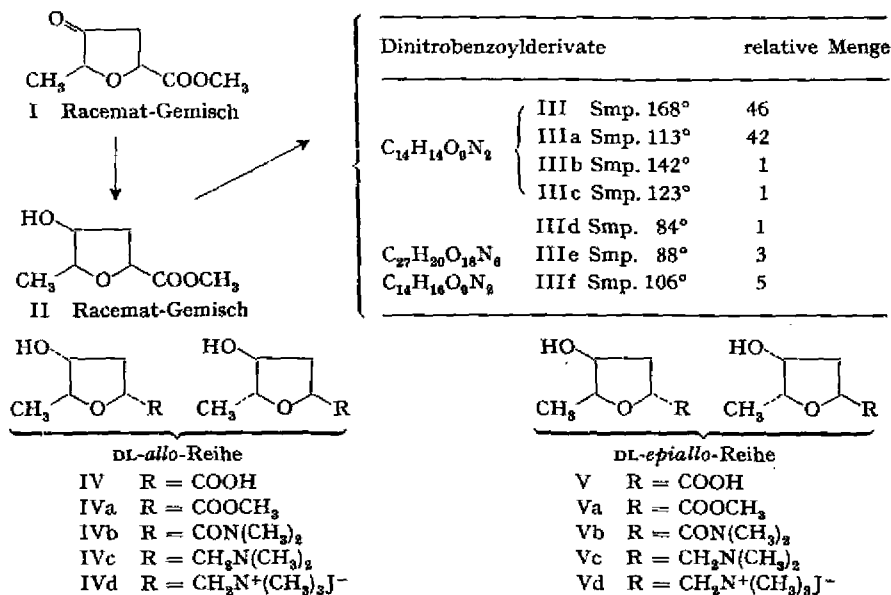 O
CH₃ O COOCH₃
I Racemat-Gemisch
HO
CH₃ O COOCH₃
II Racemat-Gemisch
Dinitrobenzoylderivate relative Menge
C₁₄H₁₄O₉N₂
III Smp. 168° 46
IIIa Smp. 113° 42
IIIb Smp. 142° 1
IIIc Smp. 123° 1
IIId Smp. 84° 1
C₂₇H₂₀O₁₈N₆ IIIe Smp. 88° 3
C₁₄H₁₆O₉N₂ IIIf Smp. 106° 5
HO HO
CH₃ O R CH₃ O R
DL-allo-Reihe
IV R = COOH
IVa R = COOCH₃
IVb R = CON(CH₃)₂
IVc R = CH₂N(CH₃)₂
IVd R = CH₂N⁺(CH₃)₃J⁻
HO HO
CH₃ O R CH₃ O R
DL-epiallo-Reihe
V R = COOH
Va R = COOCH₃
Vb R = CON(CH₃)₂
Vc R = CH₂N(CH₃)₂
Vd R = CH₂N⁺(CH₃)₃J⁻